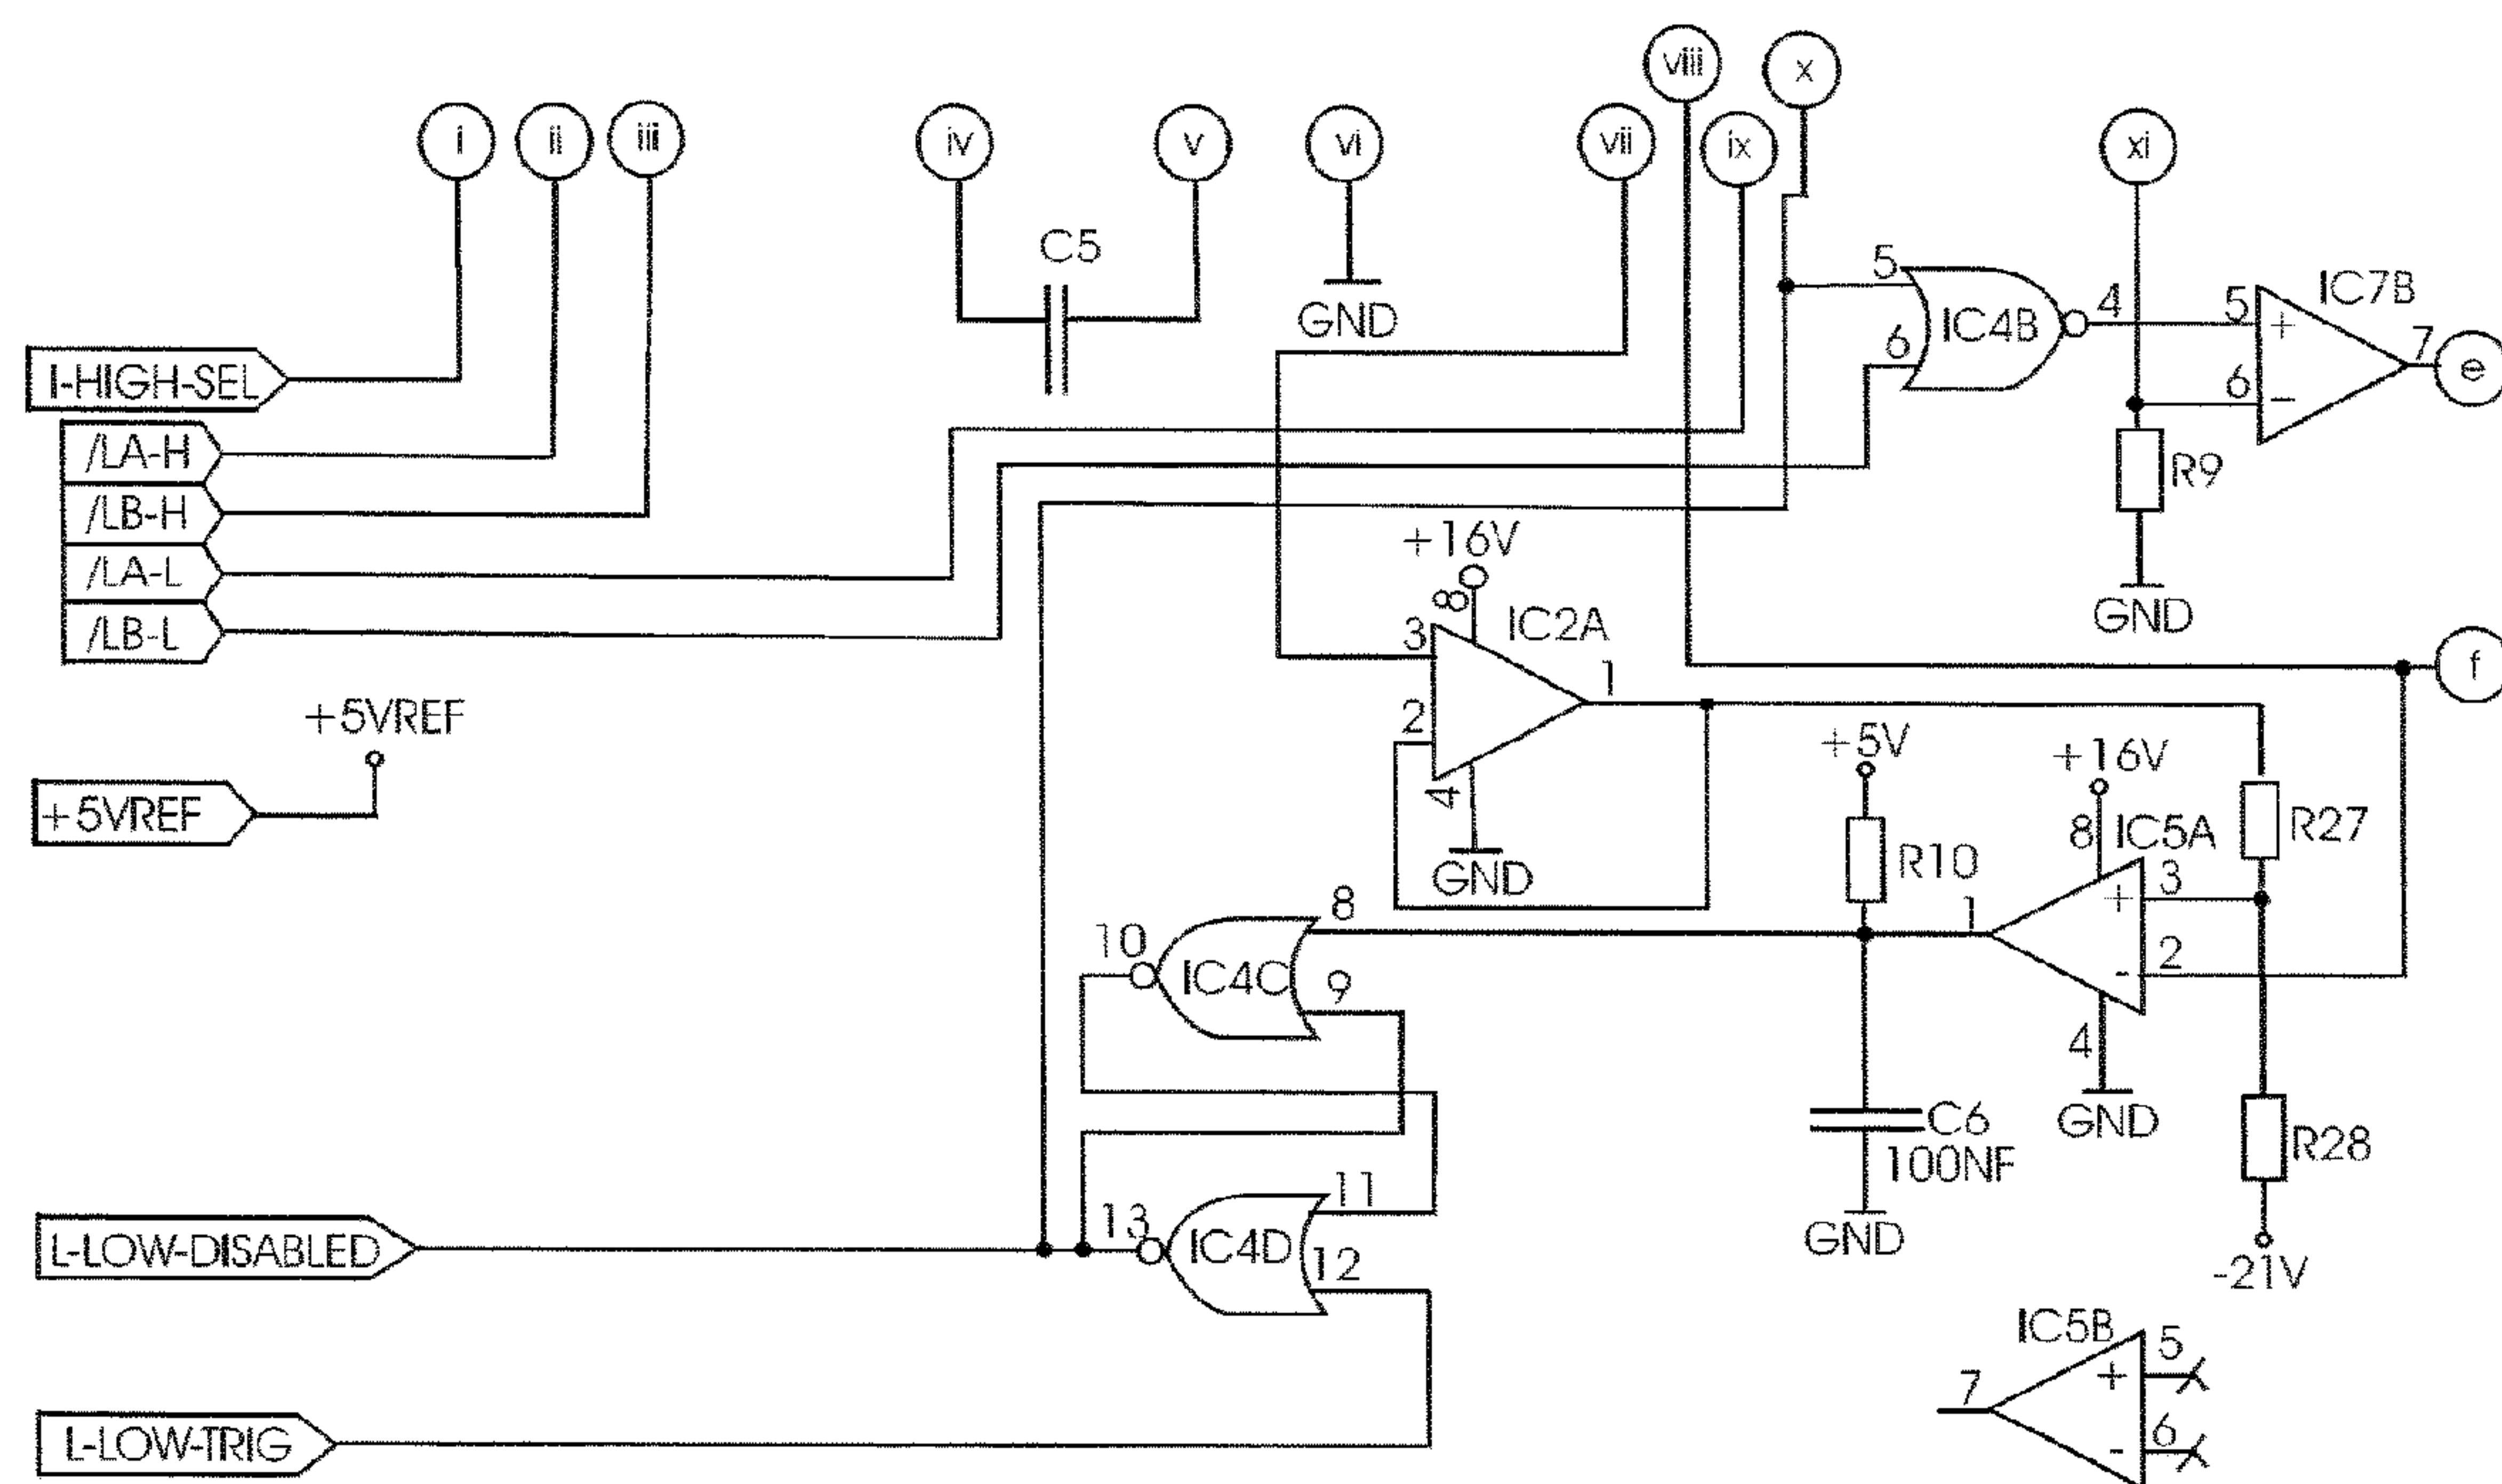 viii
x
i
ii
iii
iv
v
vi
vii
ix
xi
C5
GND
5
IC4B
4
6
5
+
IC7B
7
e
6
−
R9
GND
I-HIGH-SEL
/LA-H
/LB-H
/LA-L
/LB-L
+16V
8
IC2A
3
1
2
4
GND
f
+5VREF
+5VREF
+5V
R10
+16V
8
IC5A
R27
3
+
1
2
-
4
GND
10
IC4C
8
9
C6
100NF
GND
R28
-21V
11
13
IC4D
12
L-LOW-DISABLED
L-LOW-TRIG
IC5B
5
+
7
6
-